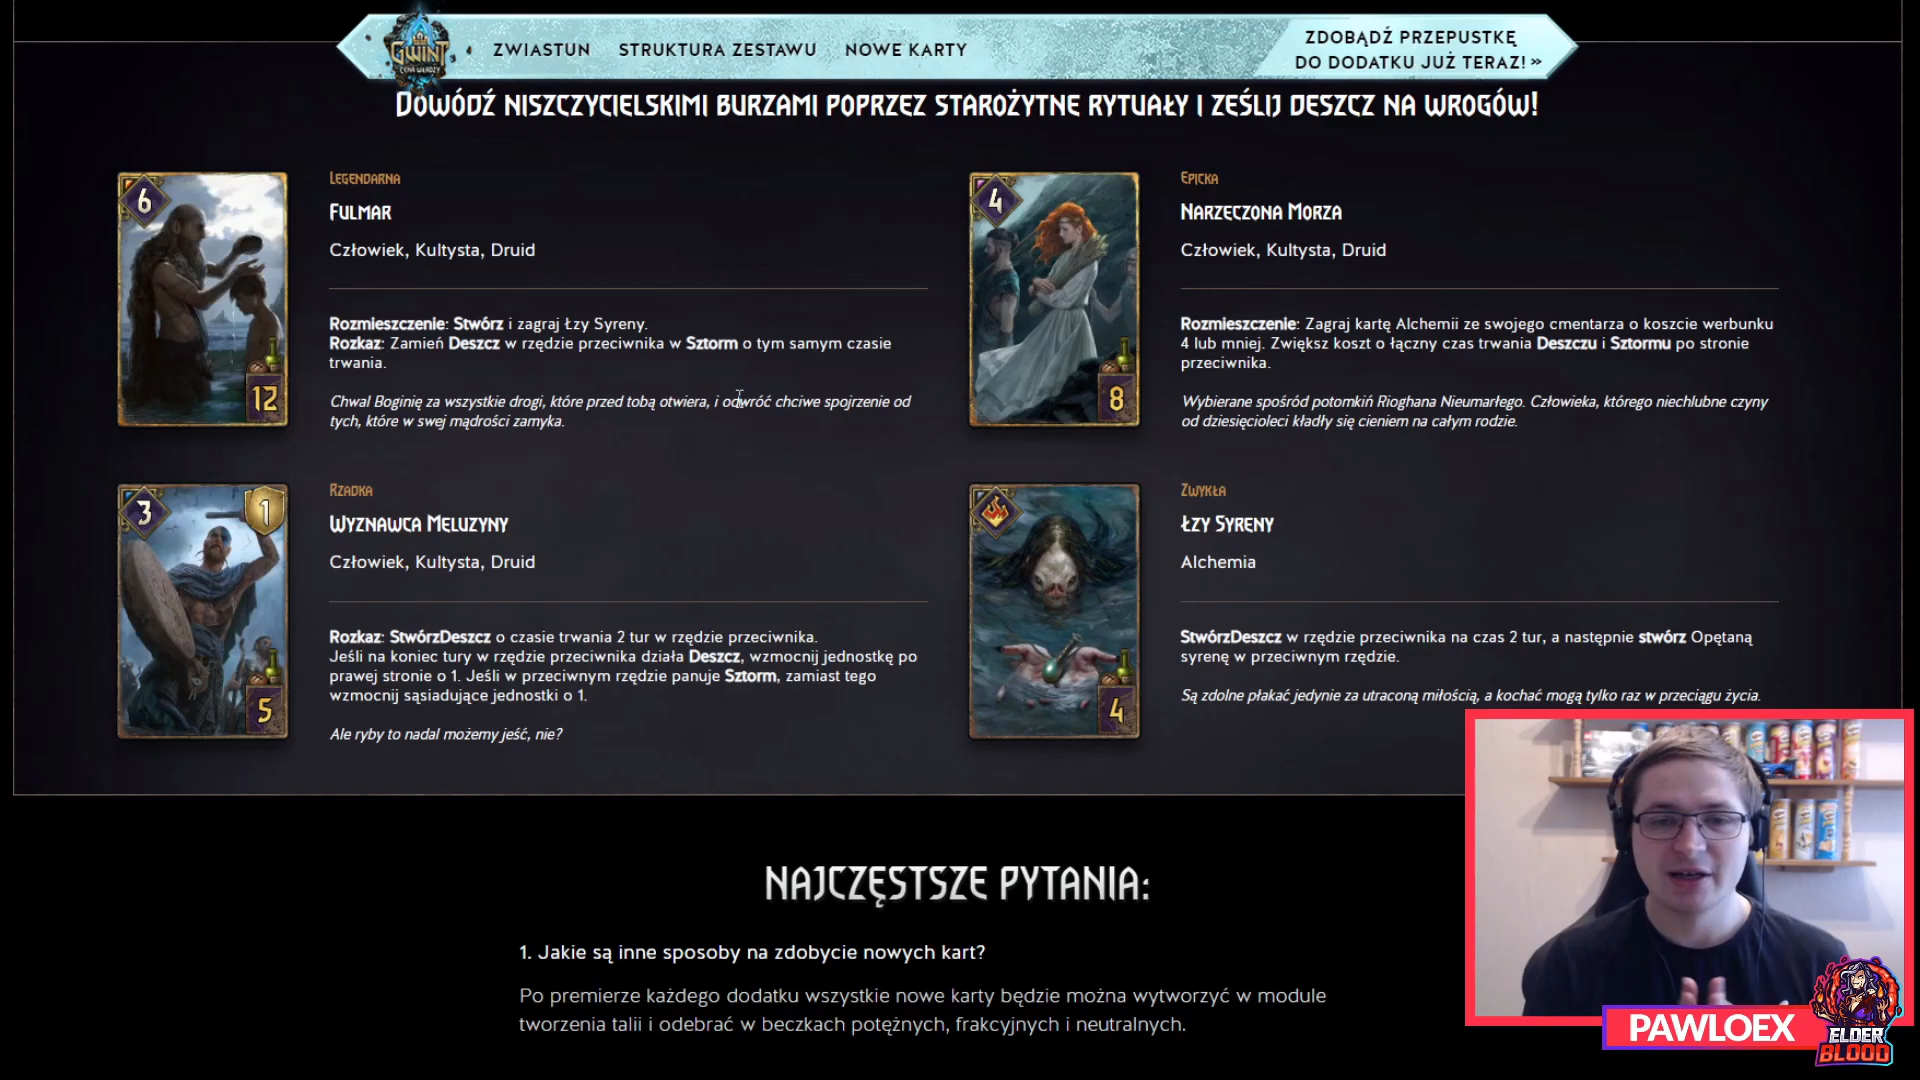 GWINT
CENA WŁADZY
ZWIASTUN
STRUKTURA ZESTAWU
NOWE KARTY
ZDOBĄDŹ PRZEPUSTKĘ
DO DODATKU JUŻ TERAZ! »
DOWÓDŹ NISZCZYCIELSKIMI BURZAMI POPRZEZ STAROŻYTNE RYTUAŁY I ZEŚLIJ DESZCZ NA WROGÓW!
6
12
LEGENDARNA
FULMAR
Człowiek, Kultysta, Druid
Rozmieszczenie: Stwórz i zagraj Łzy Syreny.
Rozkaz: Zamień Deszcz w rzędzie przeciwnika w Sztorm o tym samym czasie
trwania.
Chwal Boginię za wszystkie drogi, które przed tobą otwiera, i odwróć chciwe spojrzenie od
tych, które w swej mądrości zamyka.
4
8
EPICKA
NARZECZONA MORZA
Człowiek, Kultysta, Druid
Rozmieszczenie: Zagraj kartę Alchemii ze swojego cmentarza o koszcie werbunku
4 lub mniej. Zwiększ koszt o łączny czas trwania Deszczu i Sztormu po stronie
przeciwnika.
Wybierane spośród potomkiń Rioghana Nieumarłego. Człowieka, którego niechlubne czyny
od dziesięcioleci kładły się cieniem na całym rodzie.
3
1
5
RZADKA
WYZNAWCA MELUZYNY
Człowiek, Kultysta, Druid
Rozkaz: StwórzDeszcz o czasie trwania 2 tur w rzędzie przeciwnika.
Jeśli na koniec tury w rzędzie przeciwnika działa Deszcz, wzmocnij jednostkę po
prawej stronie o 1. Jeśli w przeciwnym rzędzie panuje Sztorm, zamiast tego
wzmocnij sąsiadujące jednostki o 1.
Ale ryby to nadal możemy jeść, nie?
4
ZWYKŁA
ŁZY SYRENY
Alchemia
StwórzDeszcz w rzędzie przeciwnika na czas 2 tur, a następnie stwórz Opętaną
syrenę w przeciwnym rzędzie.
Są zdolne płakać jedynie za utraconą miłością, a kochać mogą tylko raz w przeciągu życia.
NAJCZĘSTSZE PYTANIA:
1. Jakie są inne sposoby na zdobycie nowych kart?
Po premierze każdego dodatku wszystkie nowe karty będzie można wytworzyć w module
tworzenia talii i odebrać w beczkach potężnych, frakcyjnych i neutralnych.
PAWLOEX
ELDER
BLOOD